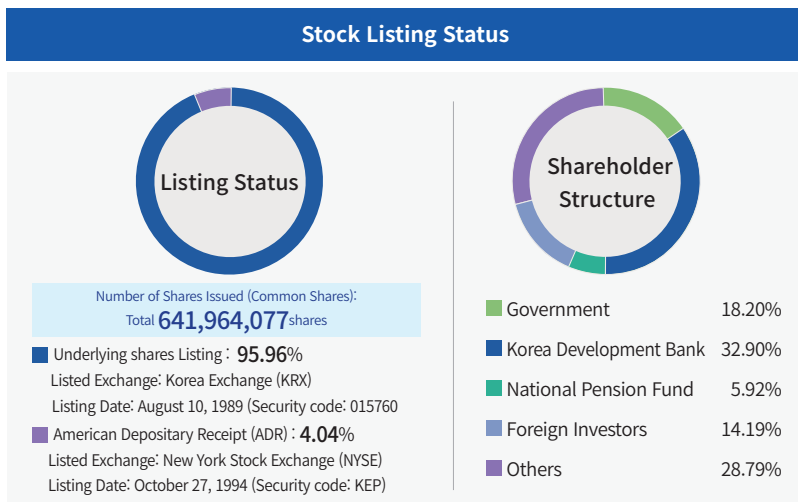 Stock Listing Status
Listing Status
Number of Shares Issued (Common Shares):
Total 641,964,077 shares
Underlying shares Listing : 95.96%
Listed Exchange: Korea Exchange (KRX)
Listing Date: August 10, 1989 (Security code: 015760
American Depositary Receipt (ADR) : 4.04%
Listed Exchange: New York Stock Exchange (NYSE)
Listing Date: October 27, 1994 (Security code: KEP)
Shareholder
Structure
Government 18.20%
Korea Development Bank 32.90%
National Pension Fund 5.92%
Foreign Investors 14.19%
Others 28.79%